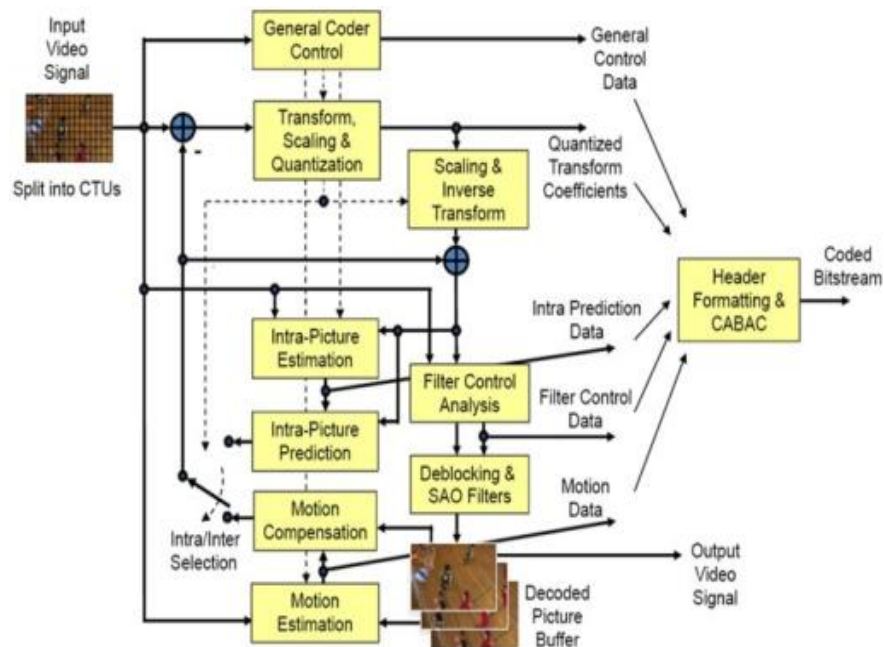 Input
Video
Signal
Split into CTUs
General Coder
Control
General
Control
Data
Transform,
Scaling &
Quantization
Quantized
Transform
Coefficients
Scaling &
Inverse
Transform
-
Header
Formatting &
CABAC
Coded
Bitstream
Intra-Picture
Estimation
Intra Prediction
Data
Filter Control
Analysis
Filter Control
Data
Intra-Picture
Prediction
Deblocking &
SAO Filters
Motion
Data
Motion
Compensation
Intra/Inter
Selection
Motion
Estimation
Decoded
Picture
Buffer
Output
Video
Signal